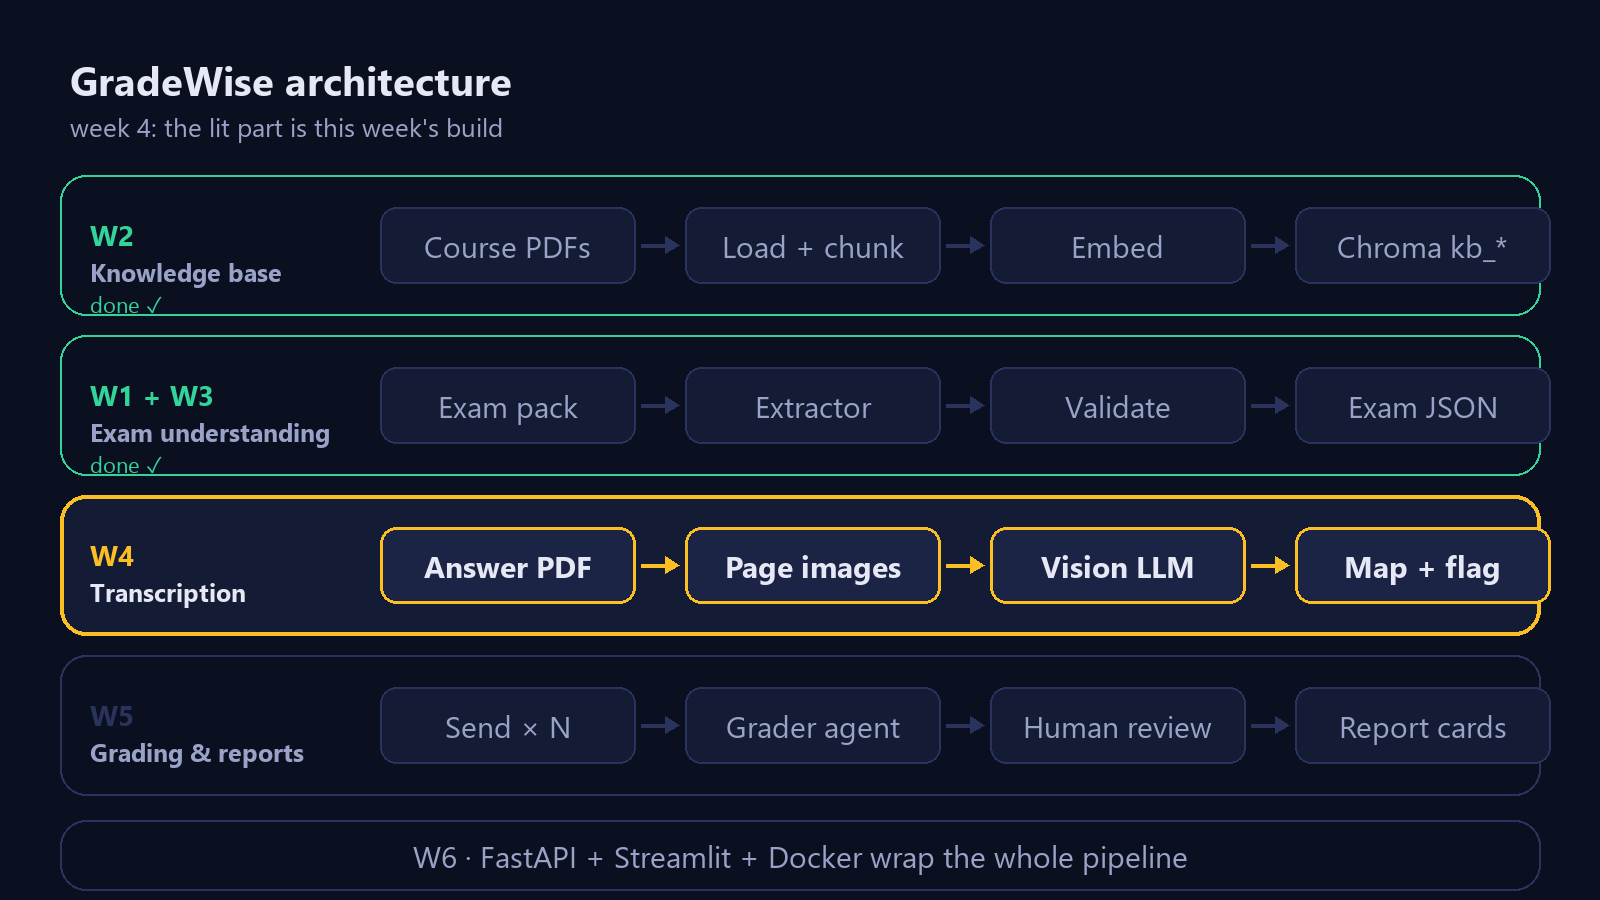 GradeWise architecture
week 4: the lit part is this week's build
W2
Knowledge base
done ✓
Course PDFs
Load + chunk
Embed
Chroma kb_*
W1 + W3
Exam understanding
done ✓
Exam pack
Extractor
Validate
Exam JSON
W4
Transcription
Answer PDF
Page images
Vision LLM
Map + flag
W5
Grading & reports
Send × N
Grader agent
Human review
Report cards
W6 · FastAPI + Streamlit + Docker wrap the whole pipeline